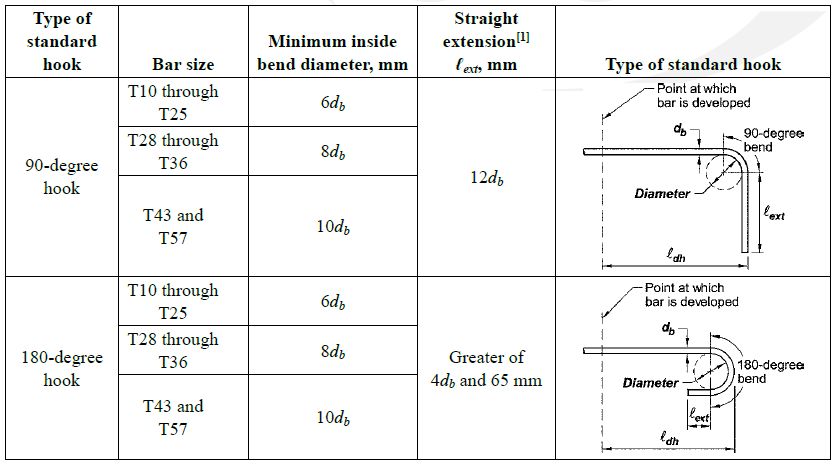 Type of
standard
hook
Bar size
Minimum inside
bend diameter, mm
Straight
extension[1]
ℓext, mm
Type of standard hook
90-degree
hook
T10 through
T25
6db
T28 through
T36
8db
T43 and
T57
10db
12db
Point at which
bar is developed
db
90-degree
bend
Diameter
ℓext
ℓdh
180-degree
hook
T10 through
T25
6db
T28 through
T36
8db
T43 and
T57
10db
Greater of
4db and 65 mm
Point at which
bar is developed
db
180-degree
bend
Diameter
ℓext
ℓdh